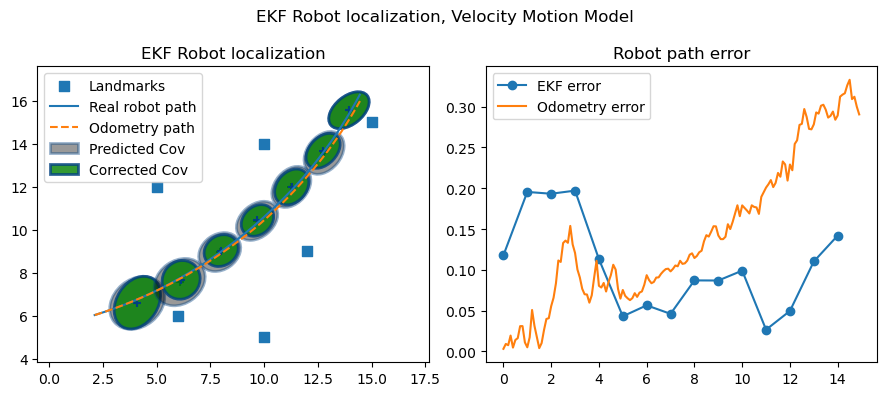 EKF Robot localization, Velocity Motion Model
EKF Robot localization
Landmarks
Real robot path
Odometry path
Predicted Cov
Corrected Cov
16
14
12
10
8
6
4
0.0 2.5 5.0 7.5 10.0 12.5 15.0 17.5
Robot path error
EKF error
Odometry error
0.30
0.25
0.20
0.15
0.10
0.05
0.00
0 2 4 6 8 10 12 14